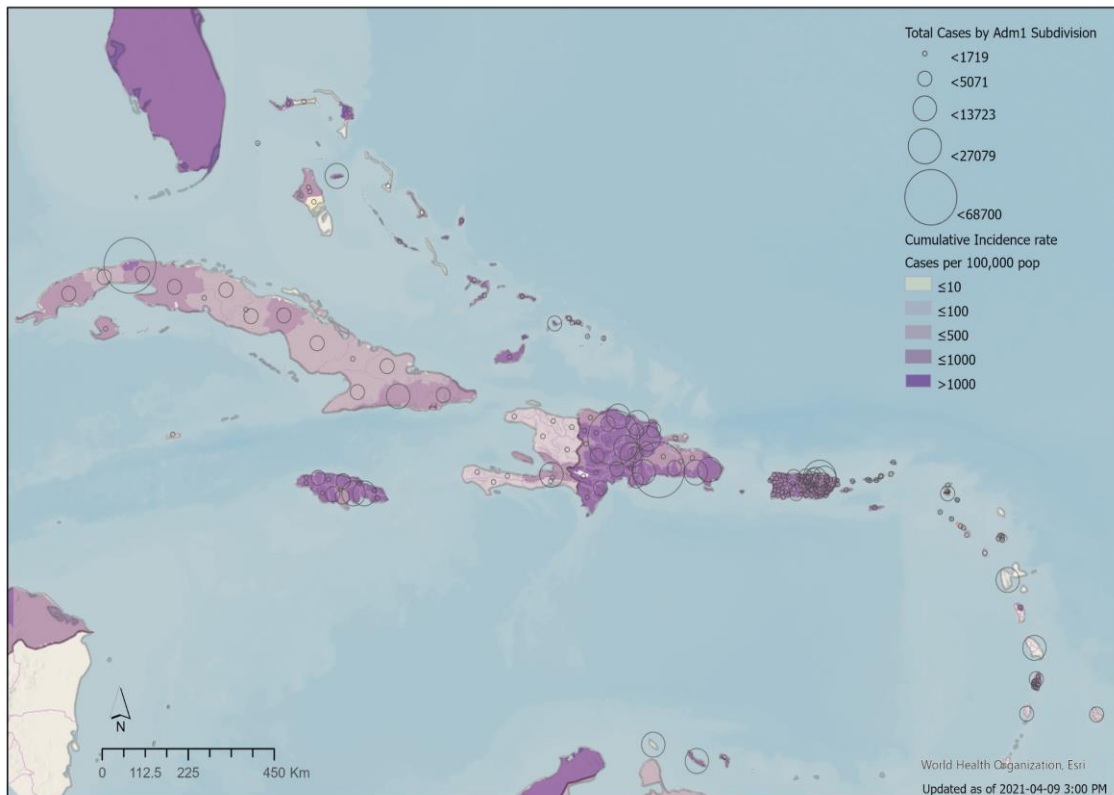 Total Cases by Adm1 Subdivision
<1719
<5071
<13723
<27079
<68700
Cumulative Incidence rate
Cases per 100,000 pop
≤10
≤100
≤500
≤1000
>1000
N
0 112.5 225 450 Km
World Health Organization, Esri
Updated as of 2021-04-09 3:00 PM